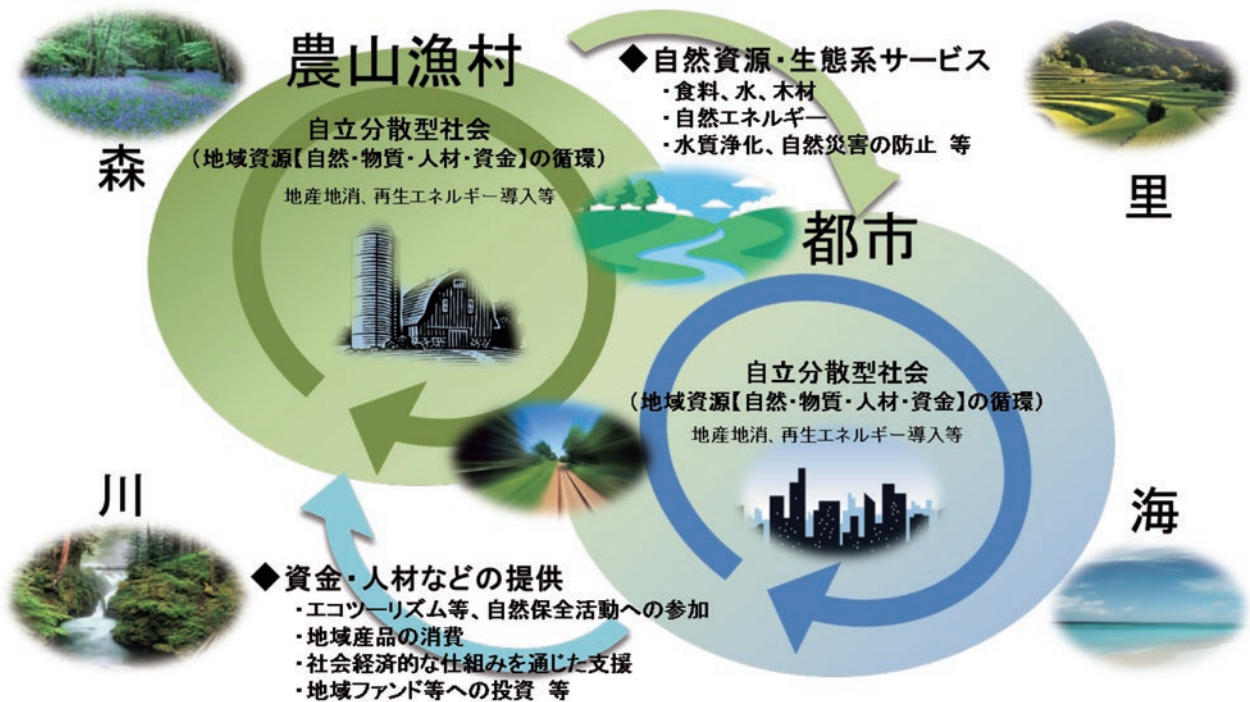 農山漁村
自立分散型社会
（地域資源【自然・物質・人材・資金】の循環）
地産地消、再生エネルギー導入等
◆自然資源・生態系サービス
・食料、水、木材
・自然エネルギー
・水質浄化、自然災害の防止 等
森
里
都市
自立分散型社会
（地域資源【自然・物質・人材・資金】の循環）
地産地消、再生エネルギー導入等
川
海
◆資金・人材などの提供
・エコツーリズム等、自然保全活動への参加
・地域産品の消費
・社会経済的な仕組みを通じた支援
・地域ファンド等への投資 等